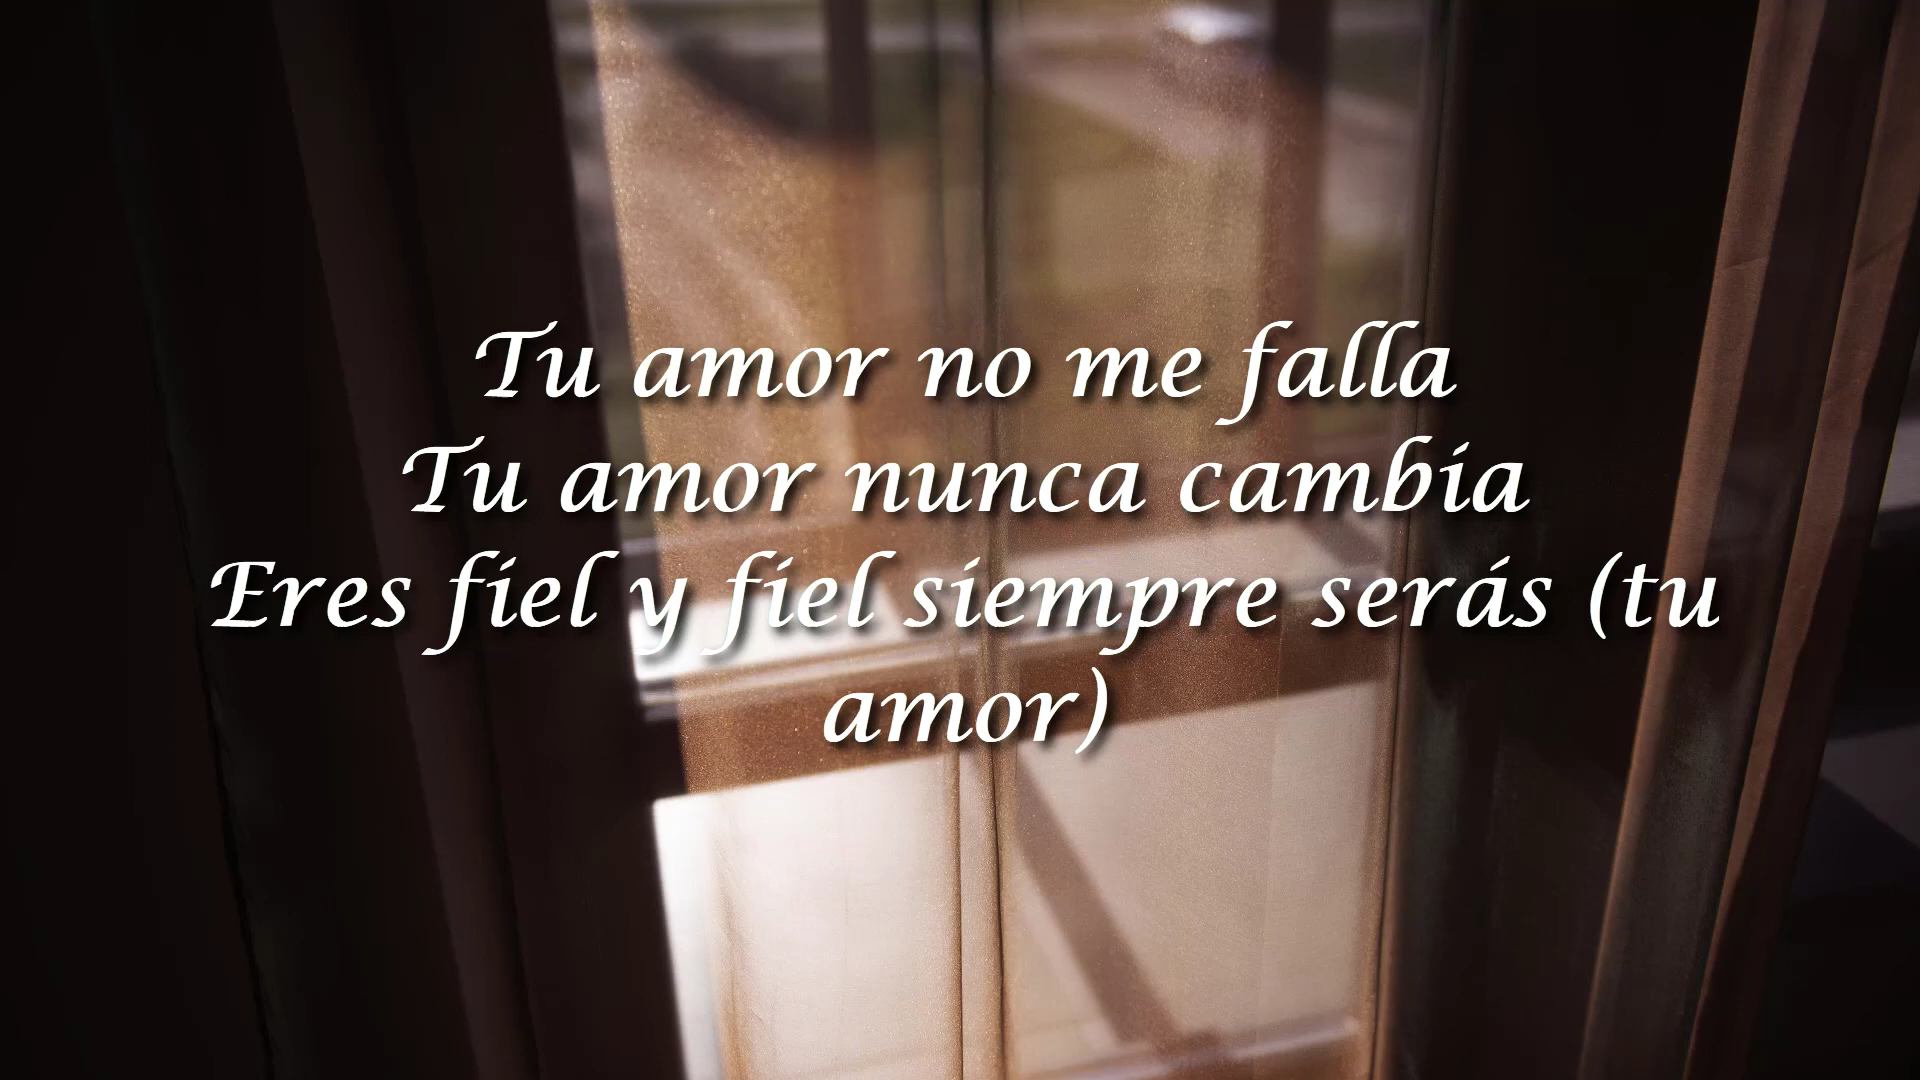 Tu amor no me falla
Tu amor nunca cambia
Eres fiel y fiel siempre serás (tu
amor)